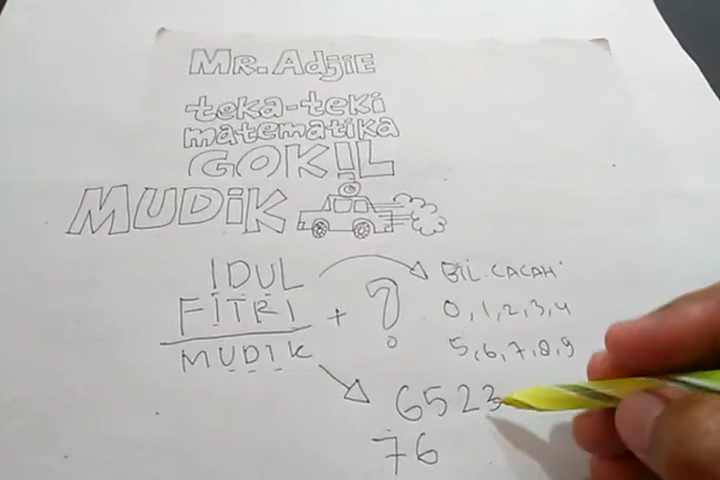 MR. AdjiE
teka-teki
matematika
GOKIL
MUDiK
IDUL
FITRI +
MUDIK
?
BIL. CACAH
0, 1, 2, 3, 4
5, 6, 7, 8, 9
6523
76